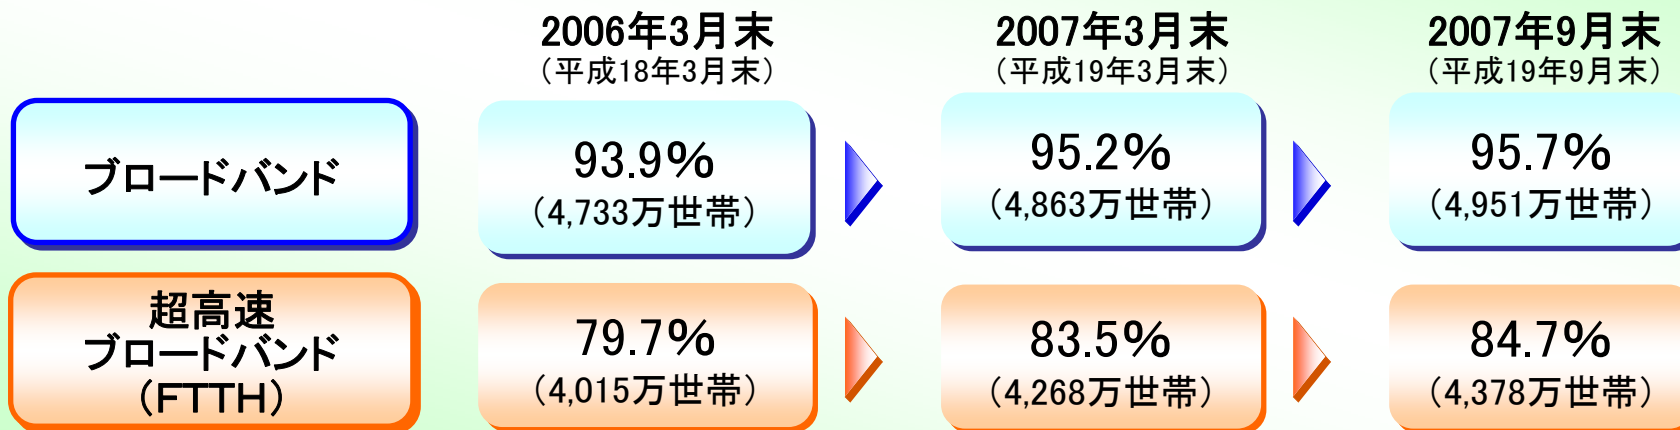 2006年3月末
（平成18年3月末）
2007年3月末
（平成19年3月末）
2007年9月末
（平成19年9月末）
ブロードバンド
93.9％
（4,733万世帯）
95.2％
（4,863万世帯）
95.7％
（4,951万世帯）
超高速
ブロードバンド
（FTTH）
79.7％
（4,015万世帯）
83.5％
（4,268万世帯）
84.7％
（4,378万世帯）